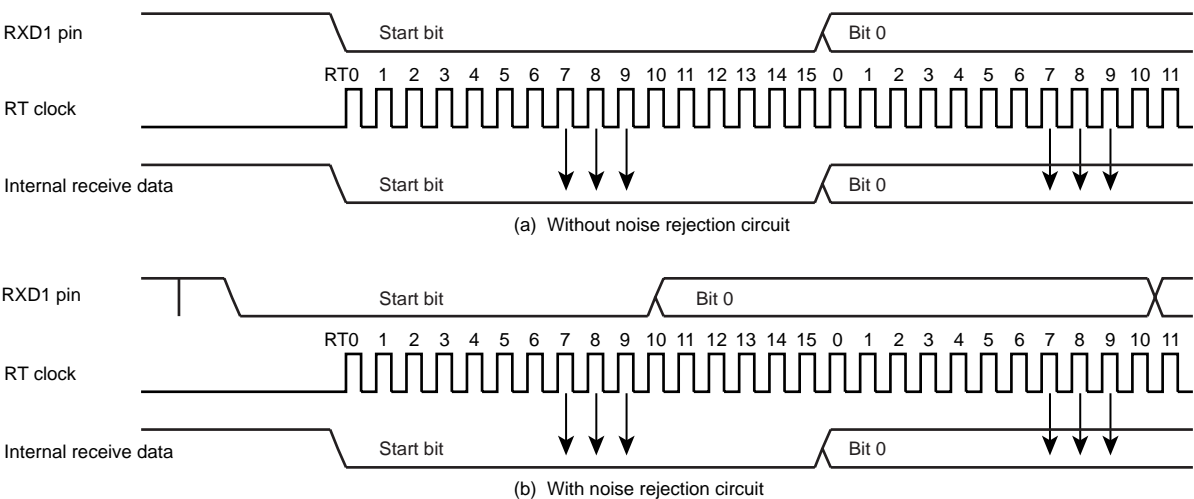 RXD1 pin Start bit Bit 0
RT0 1 2 3 4 5 6 7 8 9 10 11 12 13 14 15 0 1 2 3 4 5 6 7 8 9 10 11
RT clock
Internal receive data Start bit Bit 0
(a) Without noise rejection circuit
RXD1 pin Start bit Bit 0
RT0 1 2 3 4 5 6 7 8 9 10 11 12 13 14 15 0 1 2 3 4 5 6 7 8 9 10 11
RT clock
Internal receive data Start bit Bit 0
(b) With noise rejection circuit